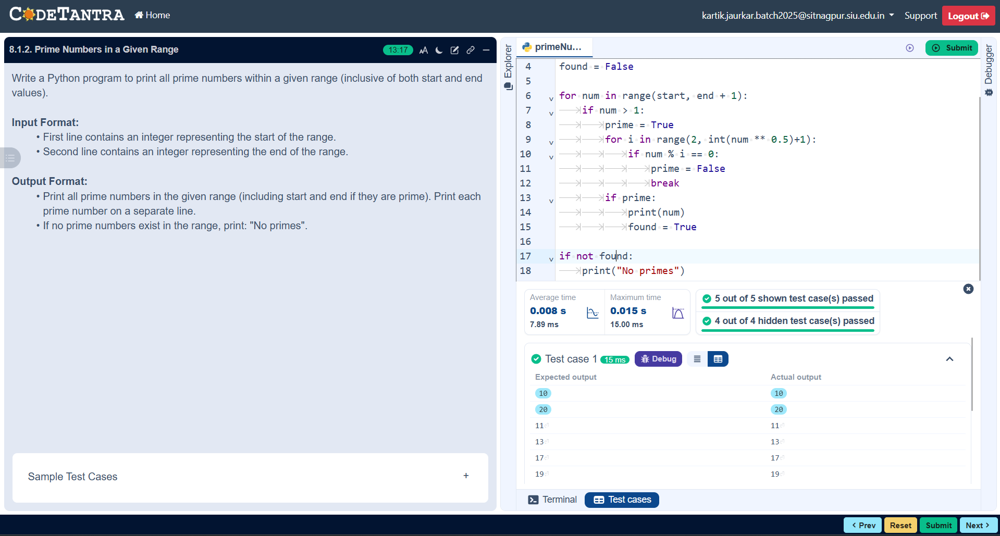 CODETANTRA
Home
kartik.jaurkar.batch2025@sitnagpur.siu.edu.in
Support
Logout
8.1.2. Prime Numbers in a Given Range
13:17
AA
Write a Python program to print all prime numbers within a given range (inclusive of both start and end
values).
Input Format:
• First line contains an integer representing the start of the range.
• Second line contains an integer representing the end of the range.
Output Format:
• Print all prime numbers in the given range (including start and end if they are prime). Print each
prime number on a separate line.
• If no prime numbers exist in the range, print: "No primes".
Sample Test Cases
+
Explorer
primeNu...
Submit
Debugger
4 found = False
5
6 for num in range(start, end + 1):
7 if num > 1:
8 prime = True
9 for i in range(2, int(num ** 0.5)+1):
10 if num % i == 0:
11 prime = False
12 break
13 if prime:
14 print(num)
15 found = True
16
17 if not found:
18 print("No primes")
Average time
0.008 s
7.89 ms
Maximum time
0.015 s
15.00 ms
5 out of 5 shown test case(s) passed
4 out of 4 hidden test case(s) passed
Test case 1
15 ms
Debug
Expected output Actual output
10 10
20 20
11 11
13 13
17 17
19 19
Terminal
Test cases
< Prev
Reset
Submit
Next >